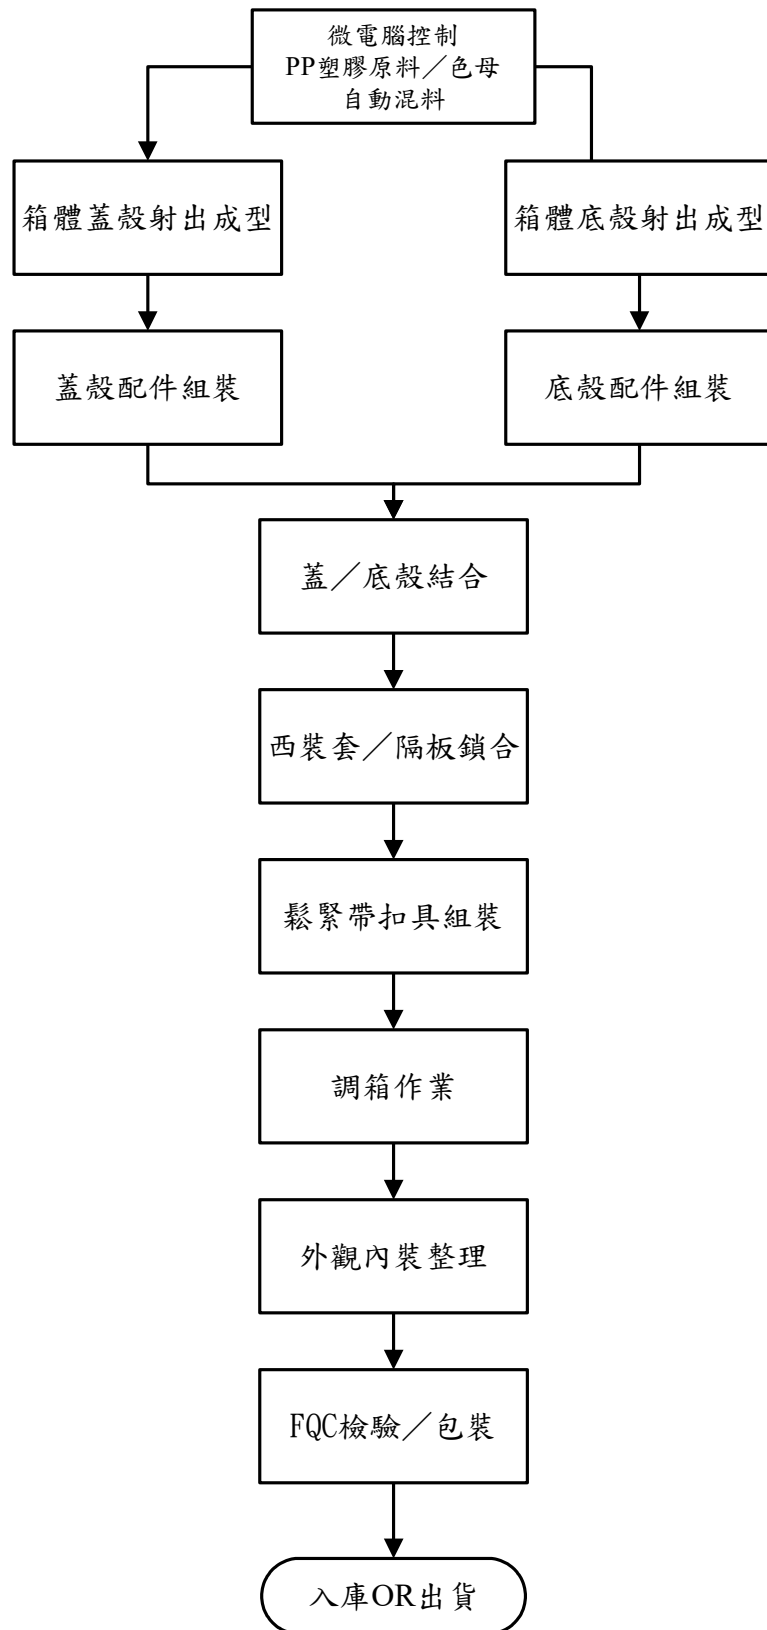 微電腦控制
PP塑膠原料／色母
自動混料
箱體蓋殼射出成型
箱體底殼射出成型
蓋殼配件組裝
底殼配件組裝
蓋／底殼結合
西裝套／隔板鎖合
鬆緊帶扣具組裝
調箱作業
外觀內裝整理
FQC檢驗／包裝
入庫OR出貨